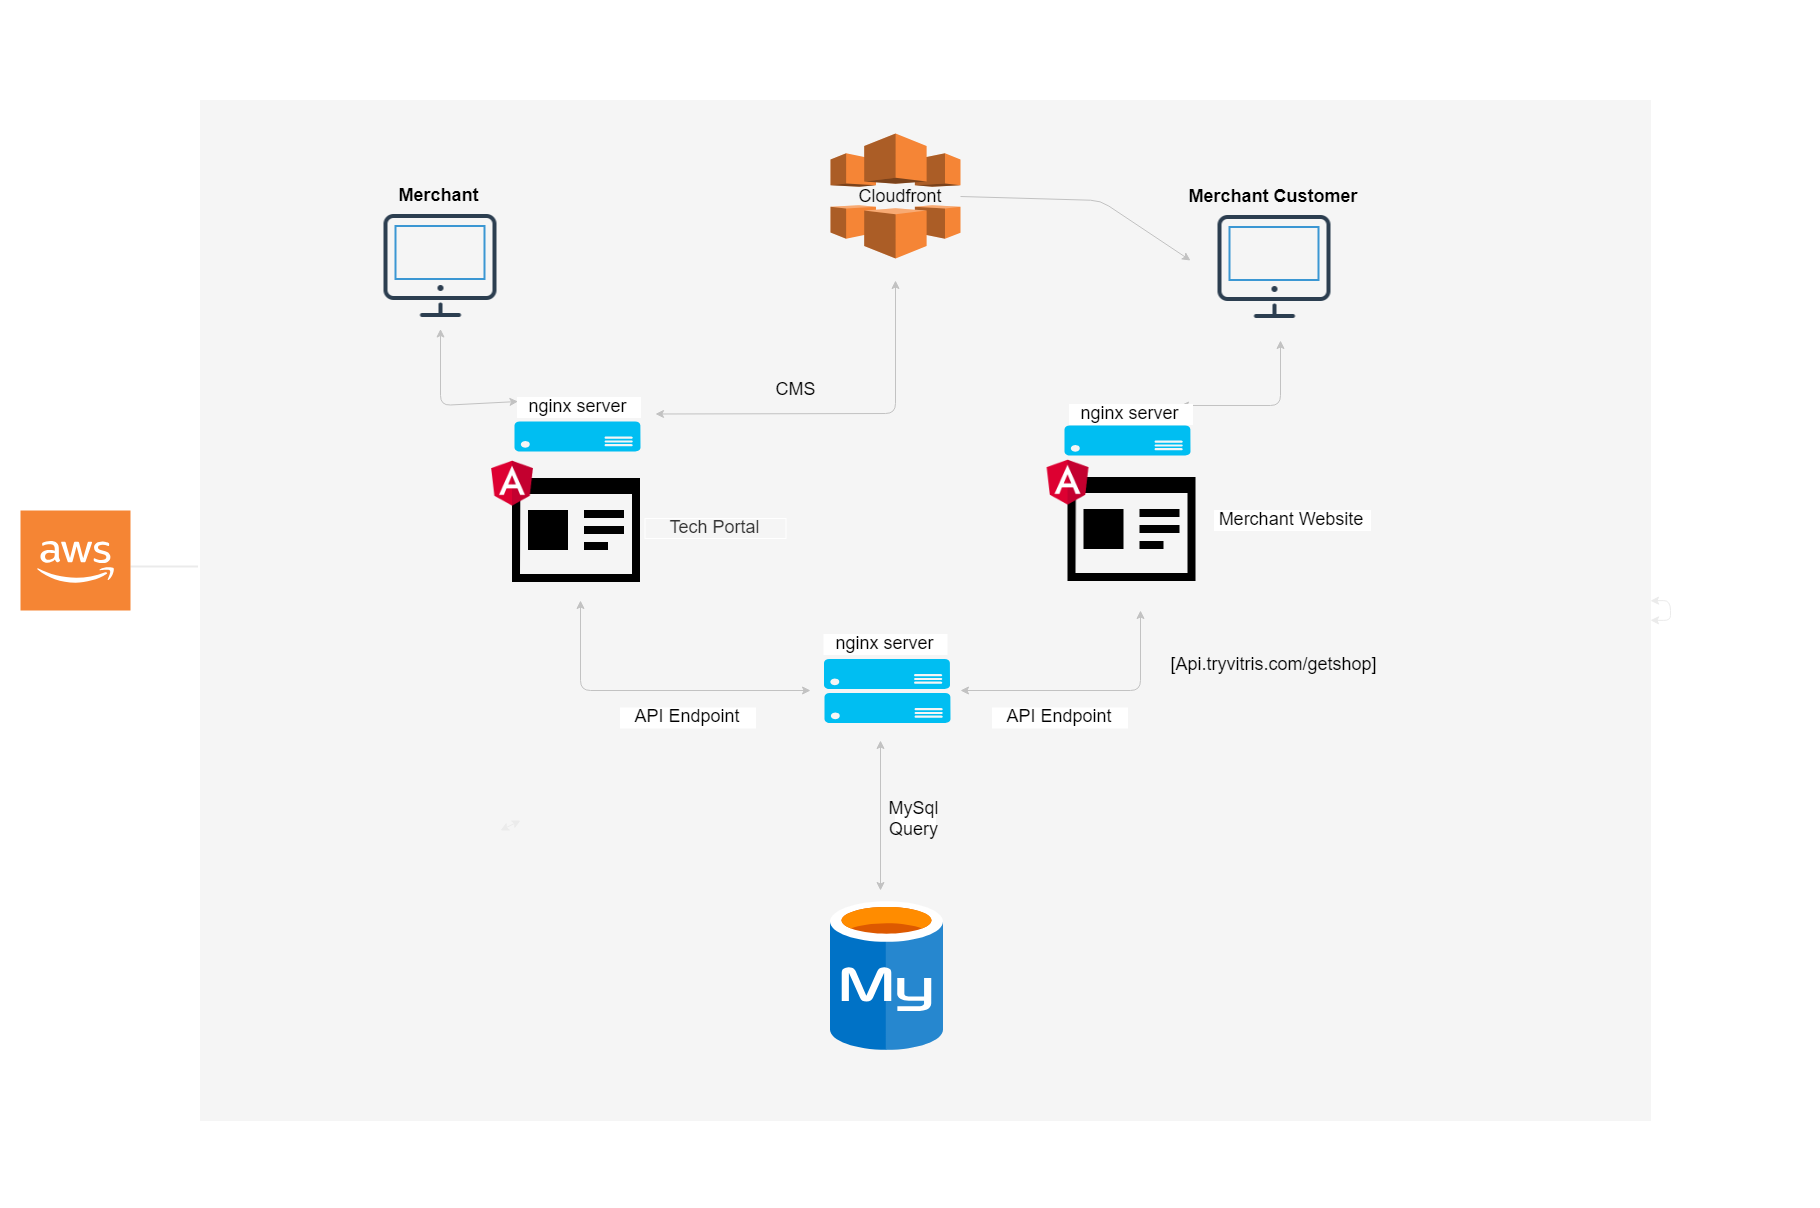 Cloudfront
Merchant
Merchant Customer
CMS
nginx server
nginx server
A
A
Tech Portal
Merchant Website
aws
nginx server
[Api.tryvitris.com/getshop]
API Endpoint
API Endpoint
MySql
Query
My